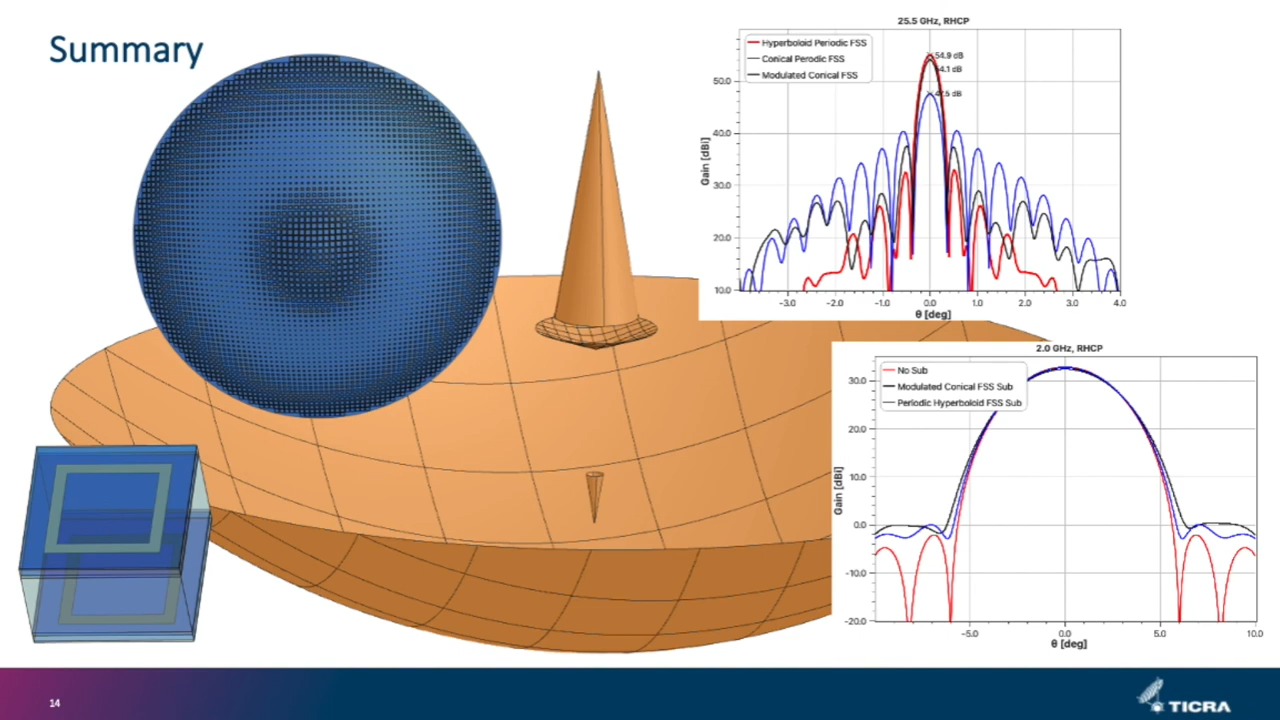 Summary
25.5 GHz, RHCP
Hyperboloid Periodic FSS
Conical Perodic FSS
Modulated Conical FSS
54.9 dB
54.1 dB
47.5 dB
Gain [dBi]
50.0
40.0
30.0
20.0
10.0
-3.0 -2.0 -1.0 0.0 1.0 2.0 3.0 4.0
θ [deg]
2.0 GHz, RHCP
No Sub
Modulated Conical FSS Sub
Periodic Hyperboloid FSS Sub
Gain [dBi]
30.0
20.0
10.0
0.0
-10.0
-20.0
-5.0 0.0 5.0 10.0
θ [deg]
14
TICRA